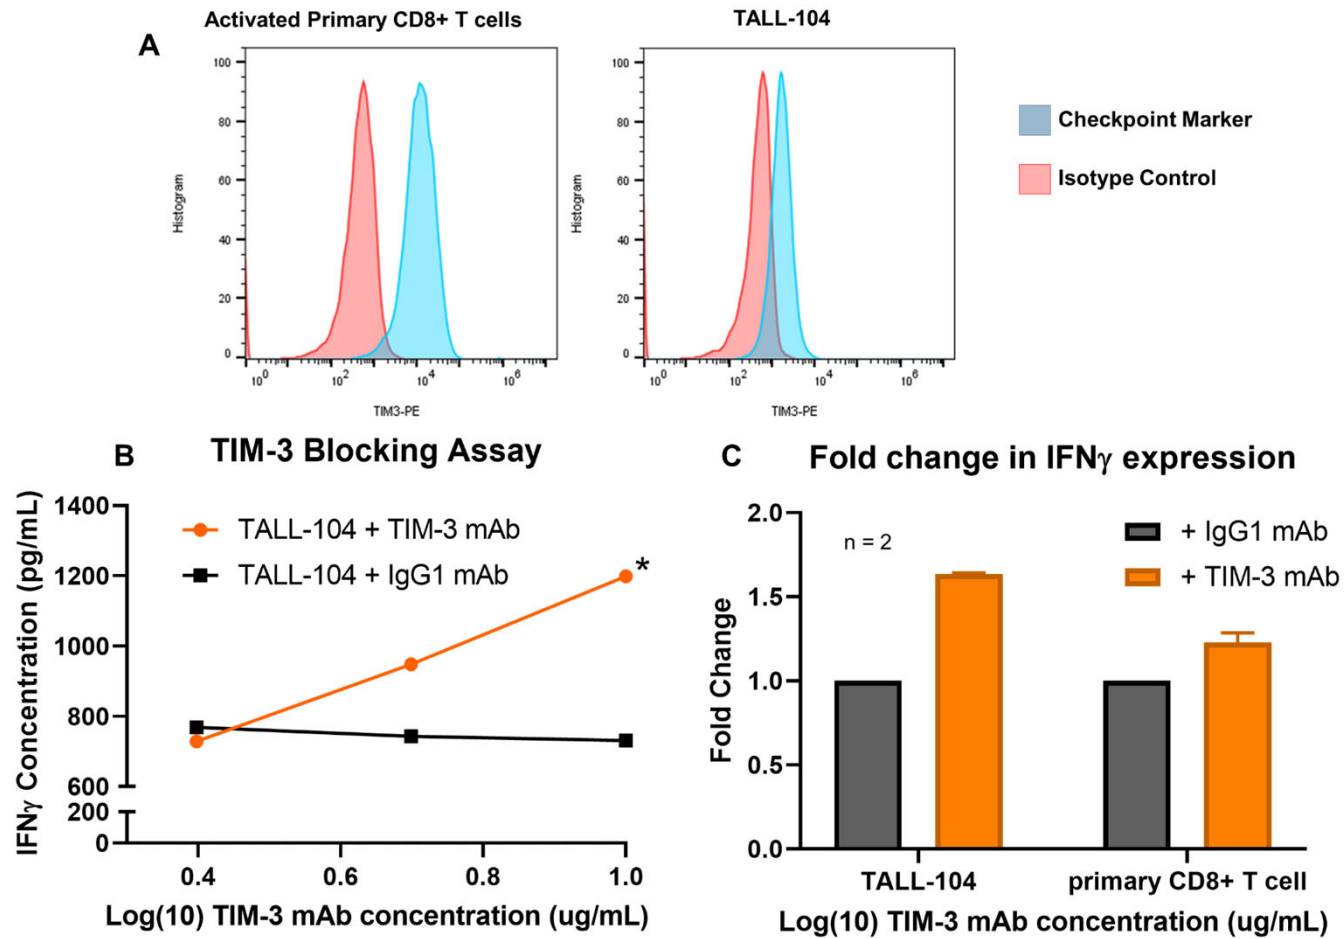 A
Activated Primary CD8+ T cells
TALL-104
Histogram
100
80
60
40
20
0
10^0
10^2
10^4
10^6
TIM3-PE
Histogram
100
80
60
40
20
0
10^0
10^2
10^4
10^6
TIM3-PE
Checkpoint Marker
Isotype Control
B
TIM-3 Blocking Assay
IFNγ Concentration (pg/mL)
1400
1200
1000
800
600
200
0
TALL-104 + TIM-3 mAb
TALL-104 + IgG1 mAb
*
0.4
0.6
0.8
1.0
Log(10) TIM-3 mAb concentration (ug/mL)
C
Fold change in IFNγ expression
Fold Change
2.0
1.5
1.0
0.5
0.0
n = 2
+ IgG1 mAb
+ TIM-3 mAb
TALL-104
primary CD8+ T cell
Log(10) TIM-3 mAb concentration (ug/mL)